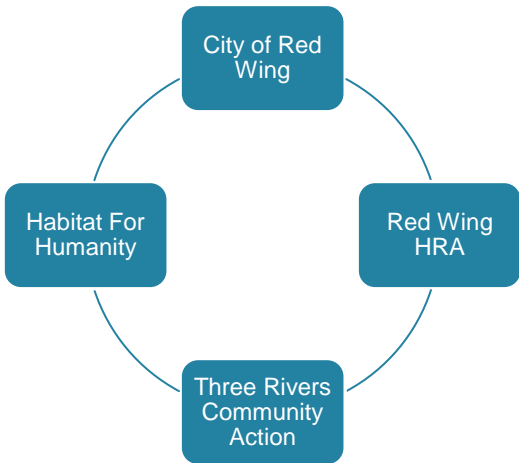 City of Red
Wing
Habitat For
Humanity
Red Wing
HRA
Three Rivers
Community
Action